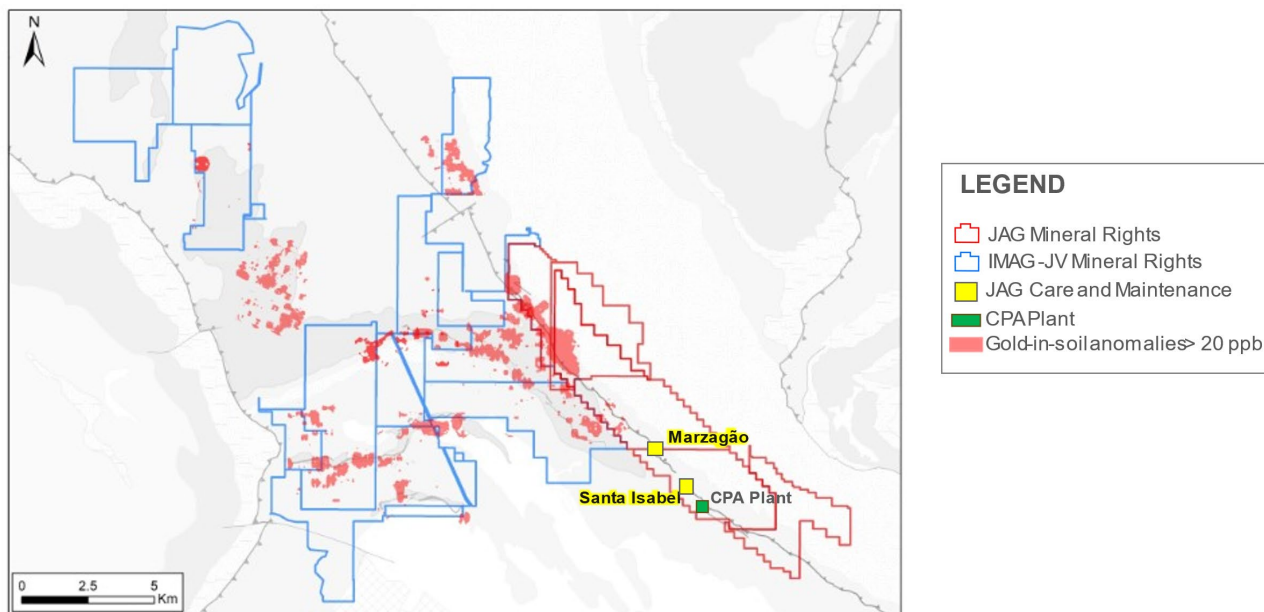 N
Marzagão
Santa Isabel
CPA Plant
0 2.5 5
Km
LEGEND
JAG Mineral Rights
IMAG-JV Mineral Rights
JAG Care and Maintenance
CPA Plant
Gold-in-soil anomalies> 20 ppb